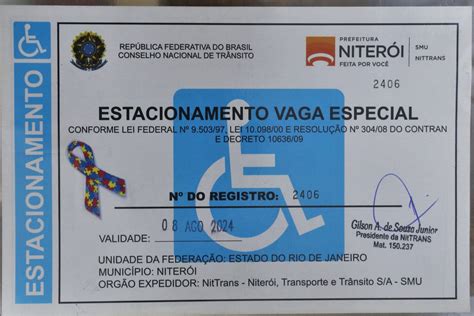 ESTACIONAMENTO
REPÚBLICA FEDERATIVA DO BRASIL
CONSELHO NACIONAL DE TRÂNSITO
PREFEITURA
NITERÓI
FEITA POR VOCÊ
SMU
NITTRANS
2406
ESTACIONAMENTO VAGA ESPECIAL
CONFORME LEI FEDERAL Nº 9.503/97, LEI 10.098/00 E RESOLUÇÃO Nº 304/08 DO CONTRAN
E DECRETO 10636/09
Nº DO REGISTRO: 2406
08 AGO 2024
VALIDADE:
Gilson A. de Souza Junior
Presidente da NITTRANS
Mat. 150.237
UNIDADE DA FEDERAÇÃO: ESTADO DO RIO DE JANEIRO
MUNICÍPIO: NITERÓI
ORGÃO EXPEDIDOR: NitTrans - Niterói, Transporte e Trânsito S/A - SMU